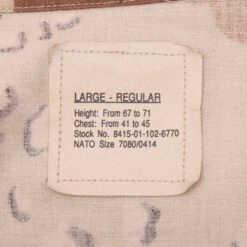 LARGE - REGULAR
Height: From 67 to 71
Chest: From 41 to 45
Stock No. 8415-01-102-6770
NATO Size 7080/0414